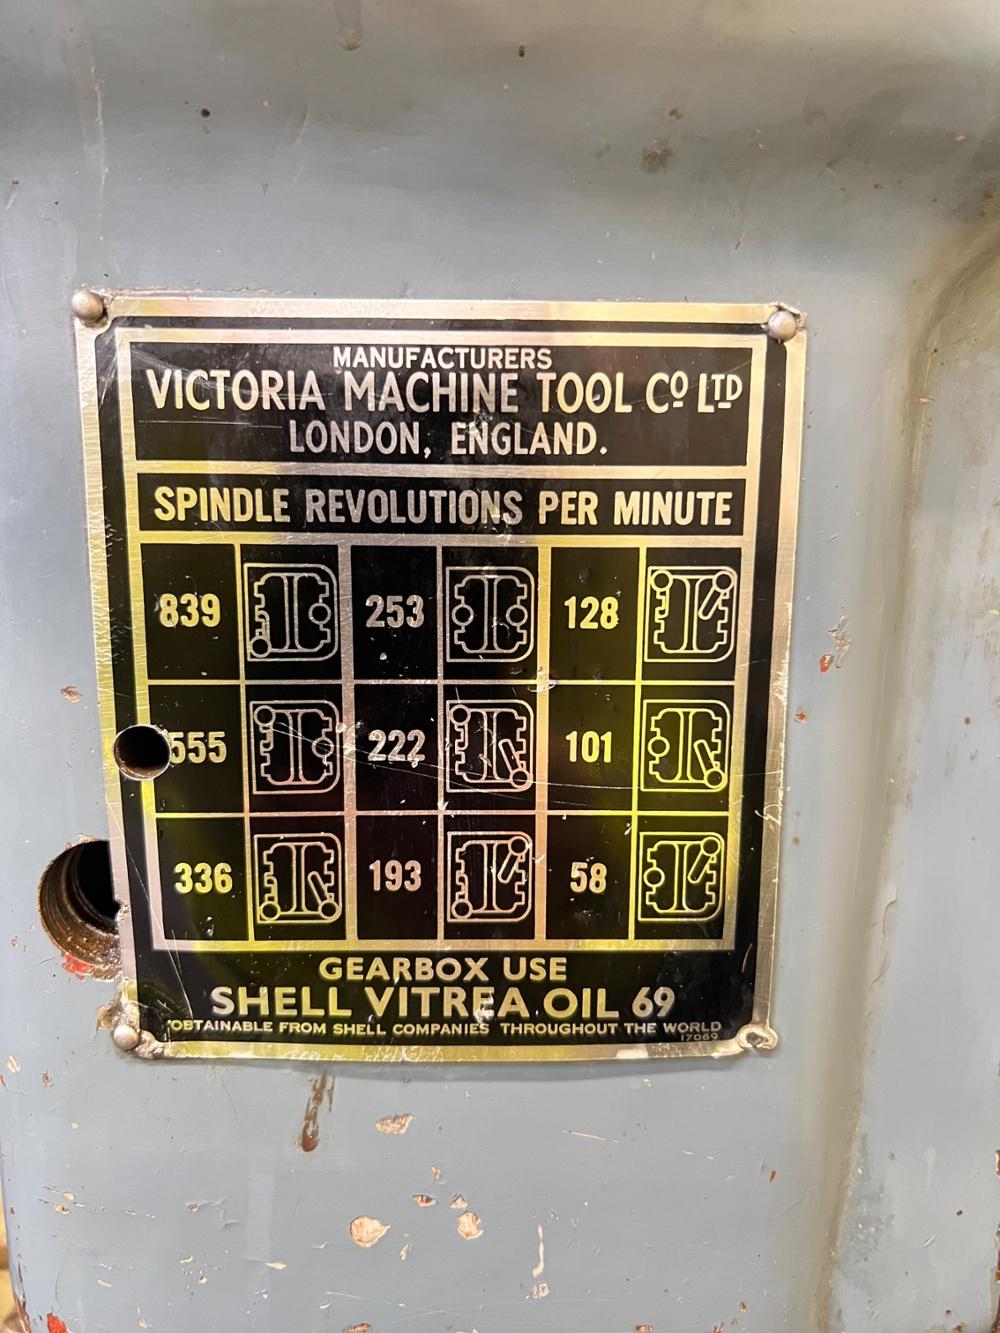 MANUFACTURERS
VICTORIA MACHINE TOOL Cº LTD
LONDON, ENGLAND.
SPINDLE REVOLUTIONS PER MINUTE
839 253 128
555 222 101
336 193 58
GEARBOX USE
SHELL VITREA OIL 69
OBTAINABLE FROM SHELL COMPANIES THROUGHOUT THE WORLD
17069